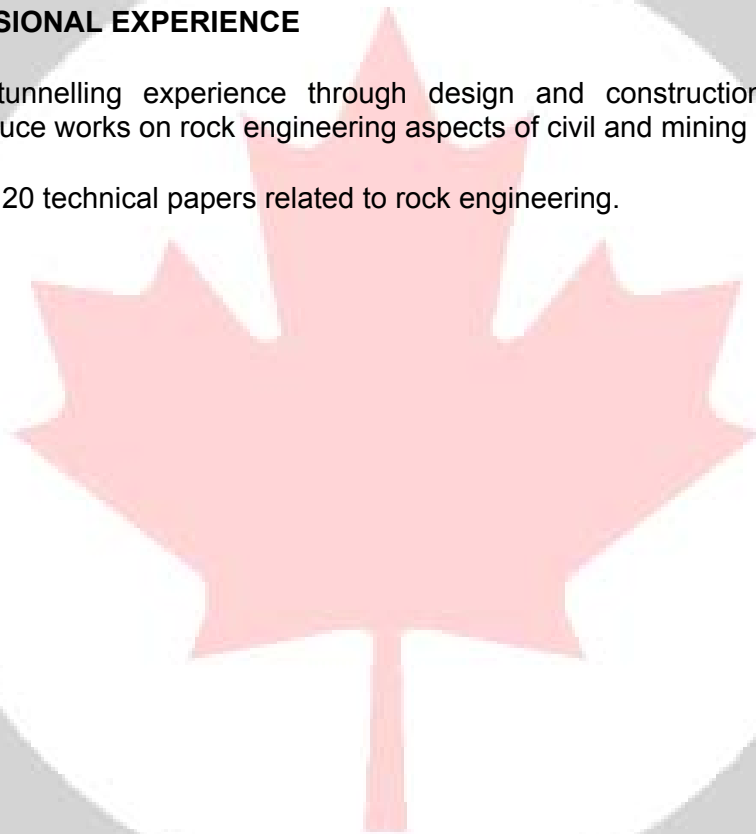 SIONAL EXPERIENCE
tunnelling experience through design and construction
uce works on rock engineering aspects of civil and mining
20 technical papers related to rock engineering.